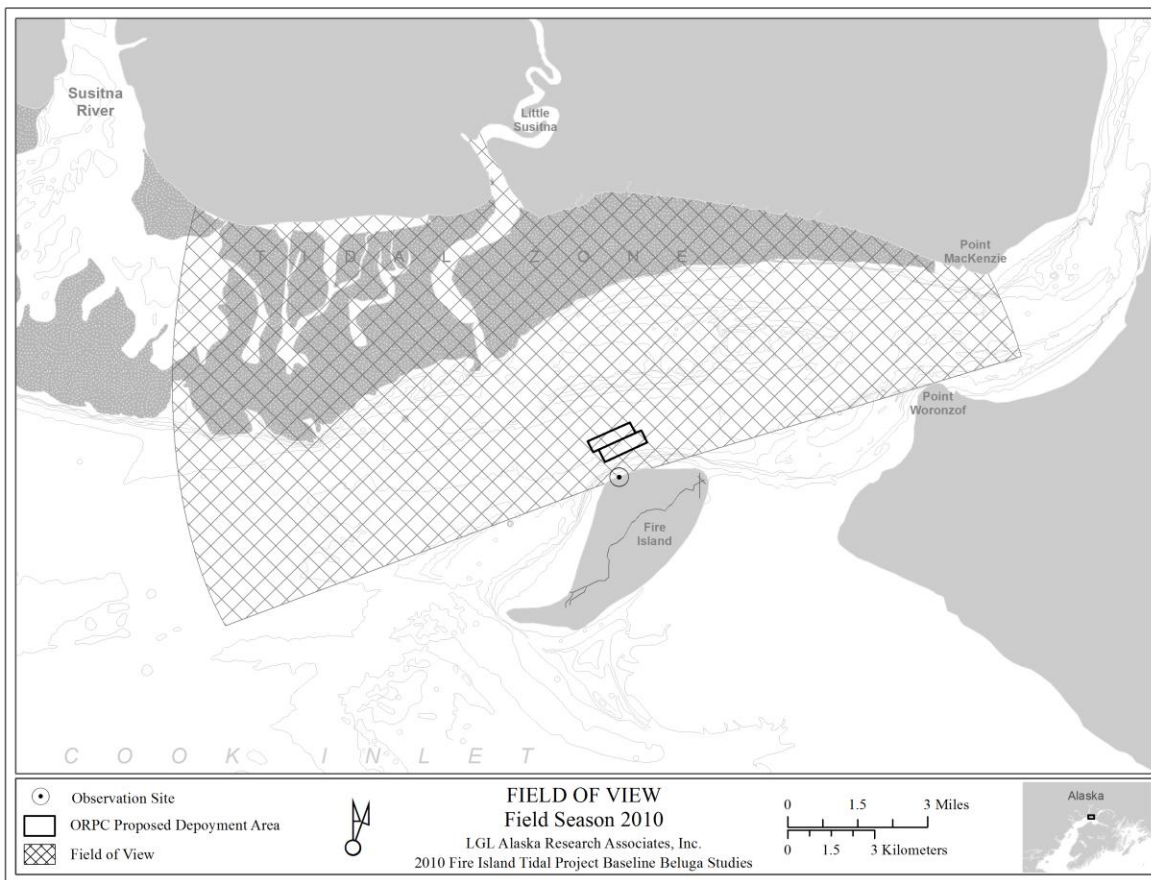 Susitna
River
Little
Susitna
T I D A L Z O N E
Point
MacKenzie
Point
Woronzof
Fire
Island
C O O K I N L E T
Observation Site
ORPC Proposed Depoyment Area
Field of View
FIELD OF VIEW
Field Season 2010
LGL Alaska Research Associates, Inc.
2010 Fire Island Tidal Project Baseline Beluga Studies
0 1.5 3 Miles
0 1.5 3 Kilometers
Alaska